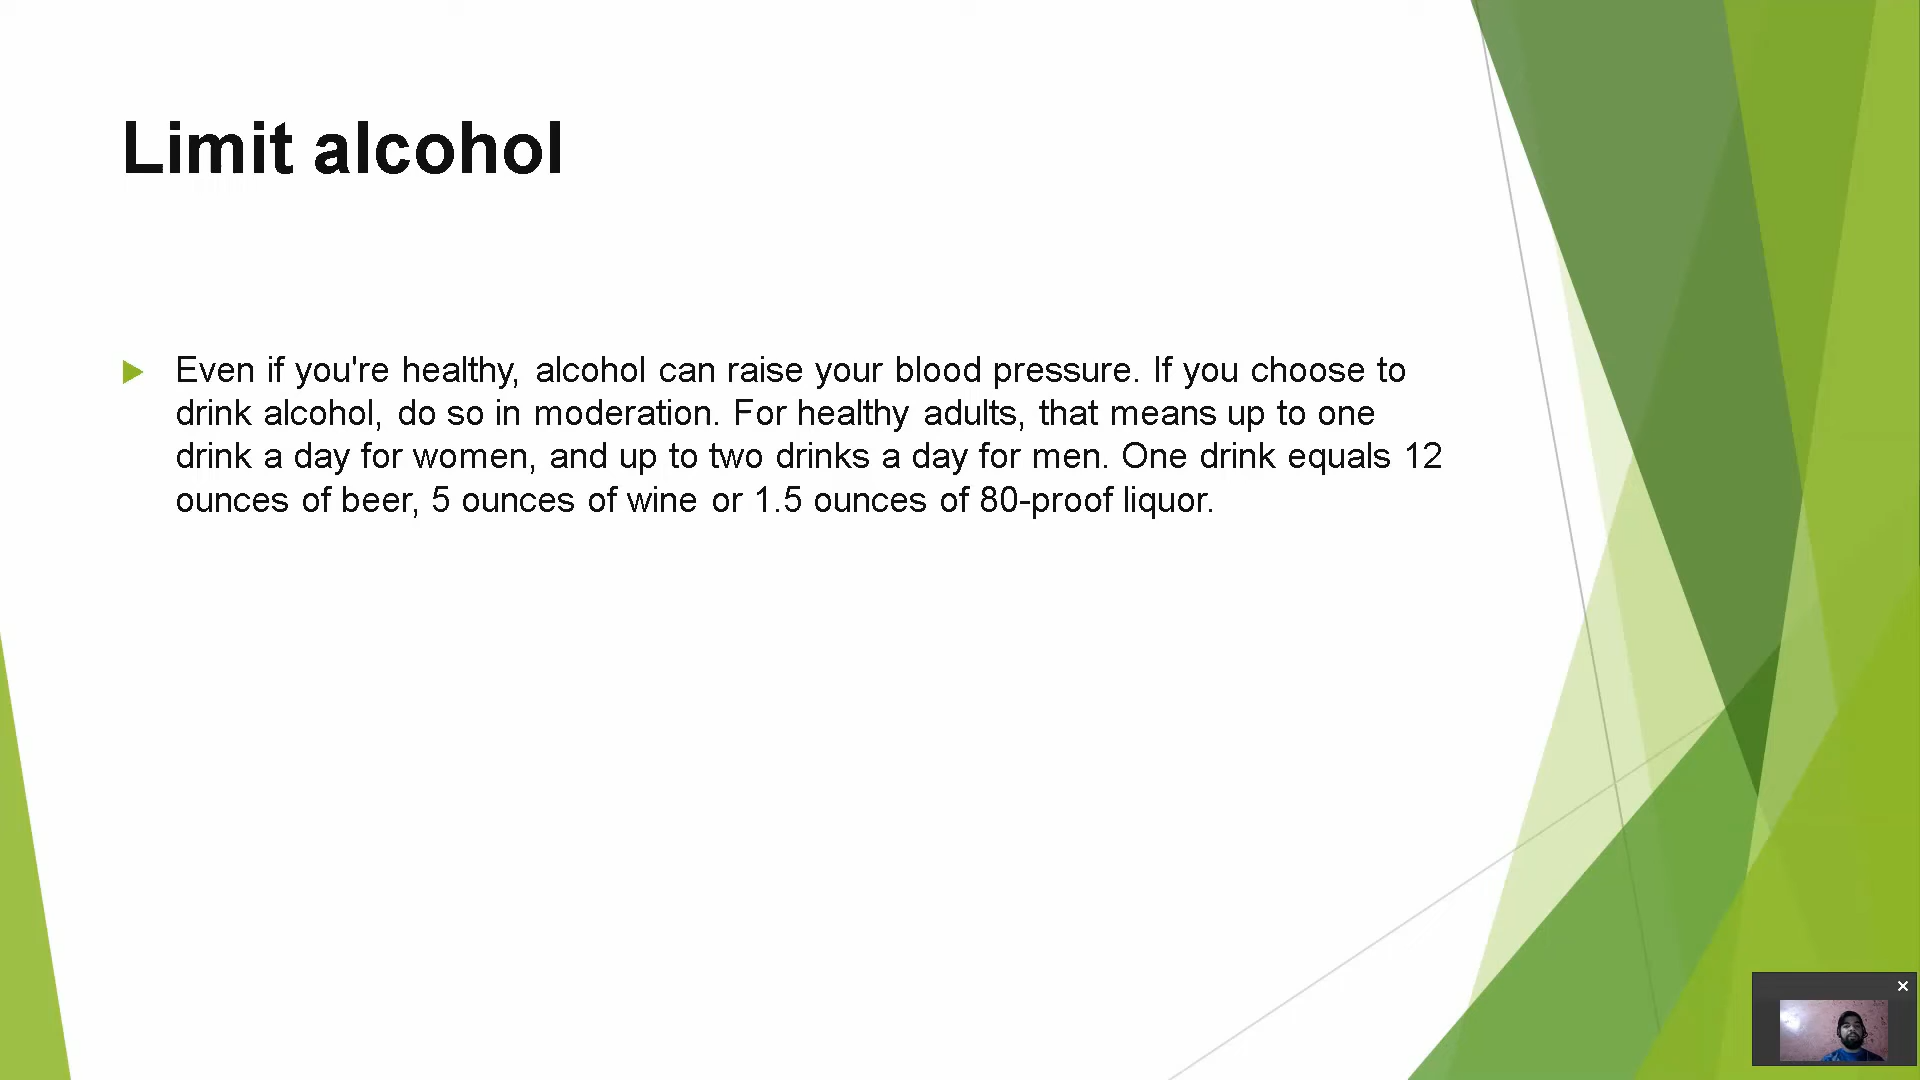 Limit alcohol
Even if you're healthy, alcohol can raise your blood pressure. If you choose to
drink alcohol, do so in moderation. For healthy adults, that means up to one
drink a day for women, and up to two drinks a day for men. One drink equals 12
ounces of beer, 5 ounces of wine or 1.5 ounces of 80-proof liquor.